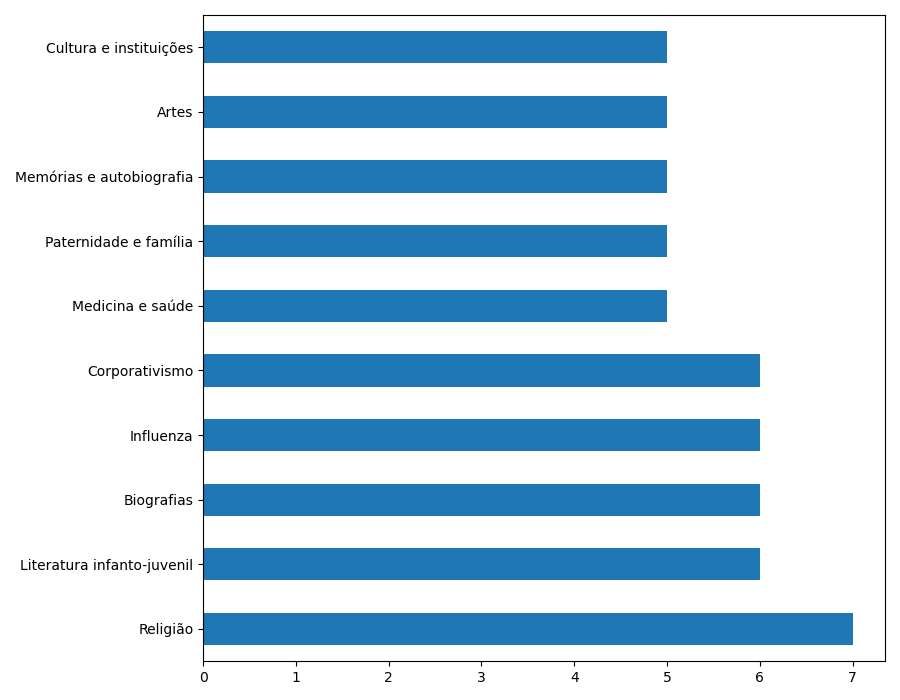 Cultura e instituições
Artes
Memórias e autobiografia
Paternidade e família
Medicina e saúde
Corporativismo
Influenza
Biografias
Literatura infanto-juvenil
Religião
0 1 2 3 4 5 6 7